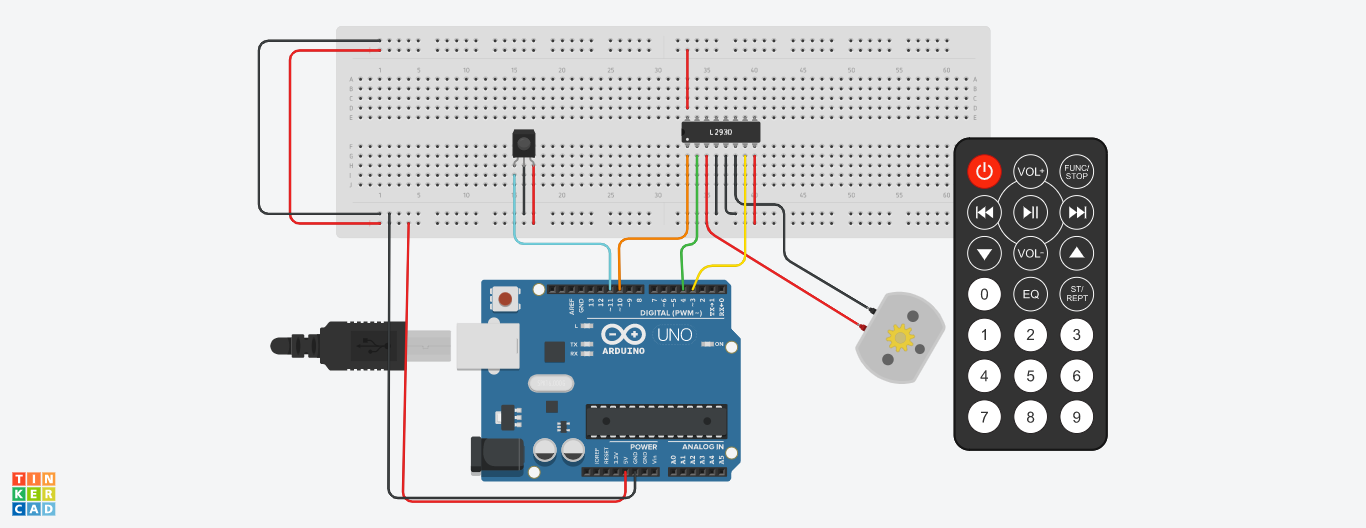 1 5 10 15 20 25 30 35 40 45 50 55 60
A A
B B
C C
D D
E E
L293D
F
G
H
I
J
1 5 10 15 20 25 30 35 40 45 50 55 60
VOL+
FUNC/
STOP
VOL-
0
EQ
ST/
REPT
1 2 3
4 5 6
7 8 9
AREF
GND
13
12
~11
~10
~9
8
7
~6
~5
4
~3
2
TX→1
RX←0
DIGITAL (PWM~)
L
TX
RX
UNO
ON
ARDUINO
POWER
ANALOG IN
IOREF
RESET
3.3V
5V
GND
GND
Vin
A0
A1
A2
A3
A4
A5
TIN
KER
CAD